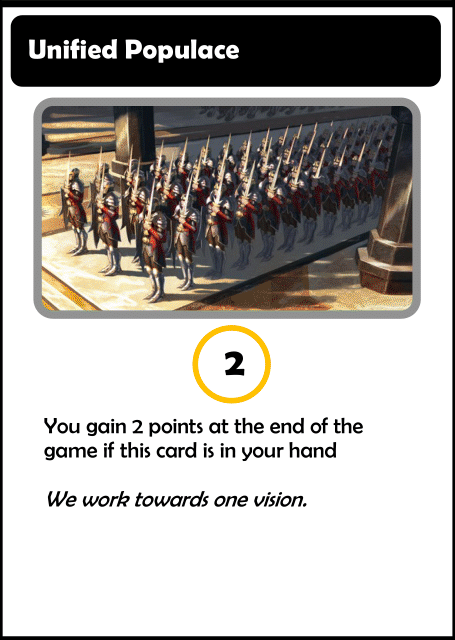 Unified Populace
2
You gain 2 points at the end of the
game if this card is in your hand
We work towards one vision.